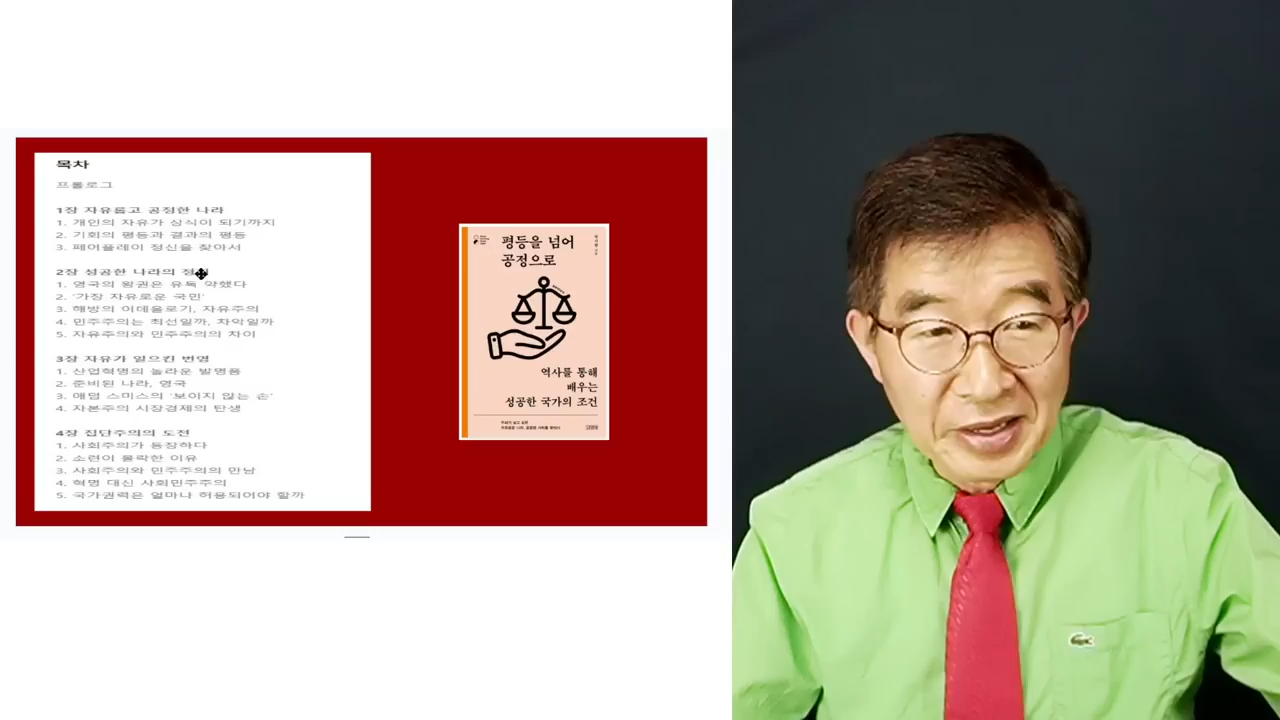 목차
프롤로그
1장 자유롭고 공정한 나라
1. 개인의 자유가 상식이 되기까지
2. 기회의 평등과 결과의 평등
3. 페어플레이 정신을 찾아서
2장 성공한 나라의
1. 영국의 왕권은 유독 약했다
2. '가장 자유로운 국민'
3. 해방의 이데올로기, 자유주의
4. 민주주의는 최선일까, 차악일까
5. 자유주의와 민주주의의 차이
3장 자유가 일으킨 번영
1. 산업혁명의 놀라운 발명품
2. 준비된 나라, 영국
3. 애덤 스미스의 '보이지 않는 손'
4. 자본주의 시장경제의 탄생
4장 집단주의의 도전
1. 사회주의가 등장하다
2. 소련이 몰락한 이유
3. 사회주의와 민주주의의 만남
4. 혁명 대신 사회민주주의
5. 국가권력은 얼마나 허용되어야 할까
평등을 넘어
공정으로
역사를 통해
배우는
성공한 국가의 조건